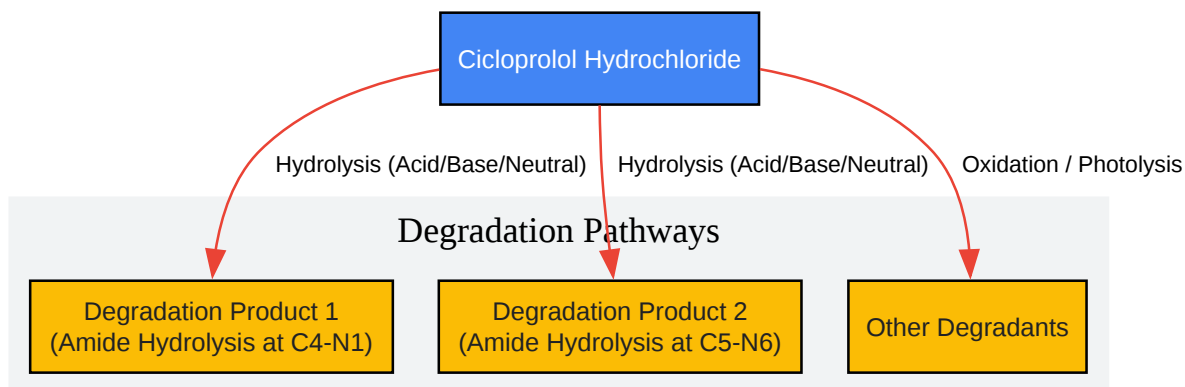 Cicloprolol Hydrochloride
Hydrolysis (Acid/Base/Neutral)
Hydrolysis (Acid/Base/Neutral)
Oxidation / Photolysis
Degradation Pathways
Degradation Product 1
(Amide Hydrolysis at C4-N1)
Degradation Product 2
(Amide Hydrolysis at C5-N6)
Other Degradants